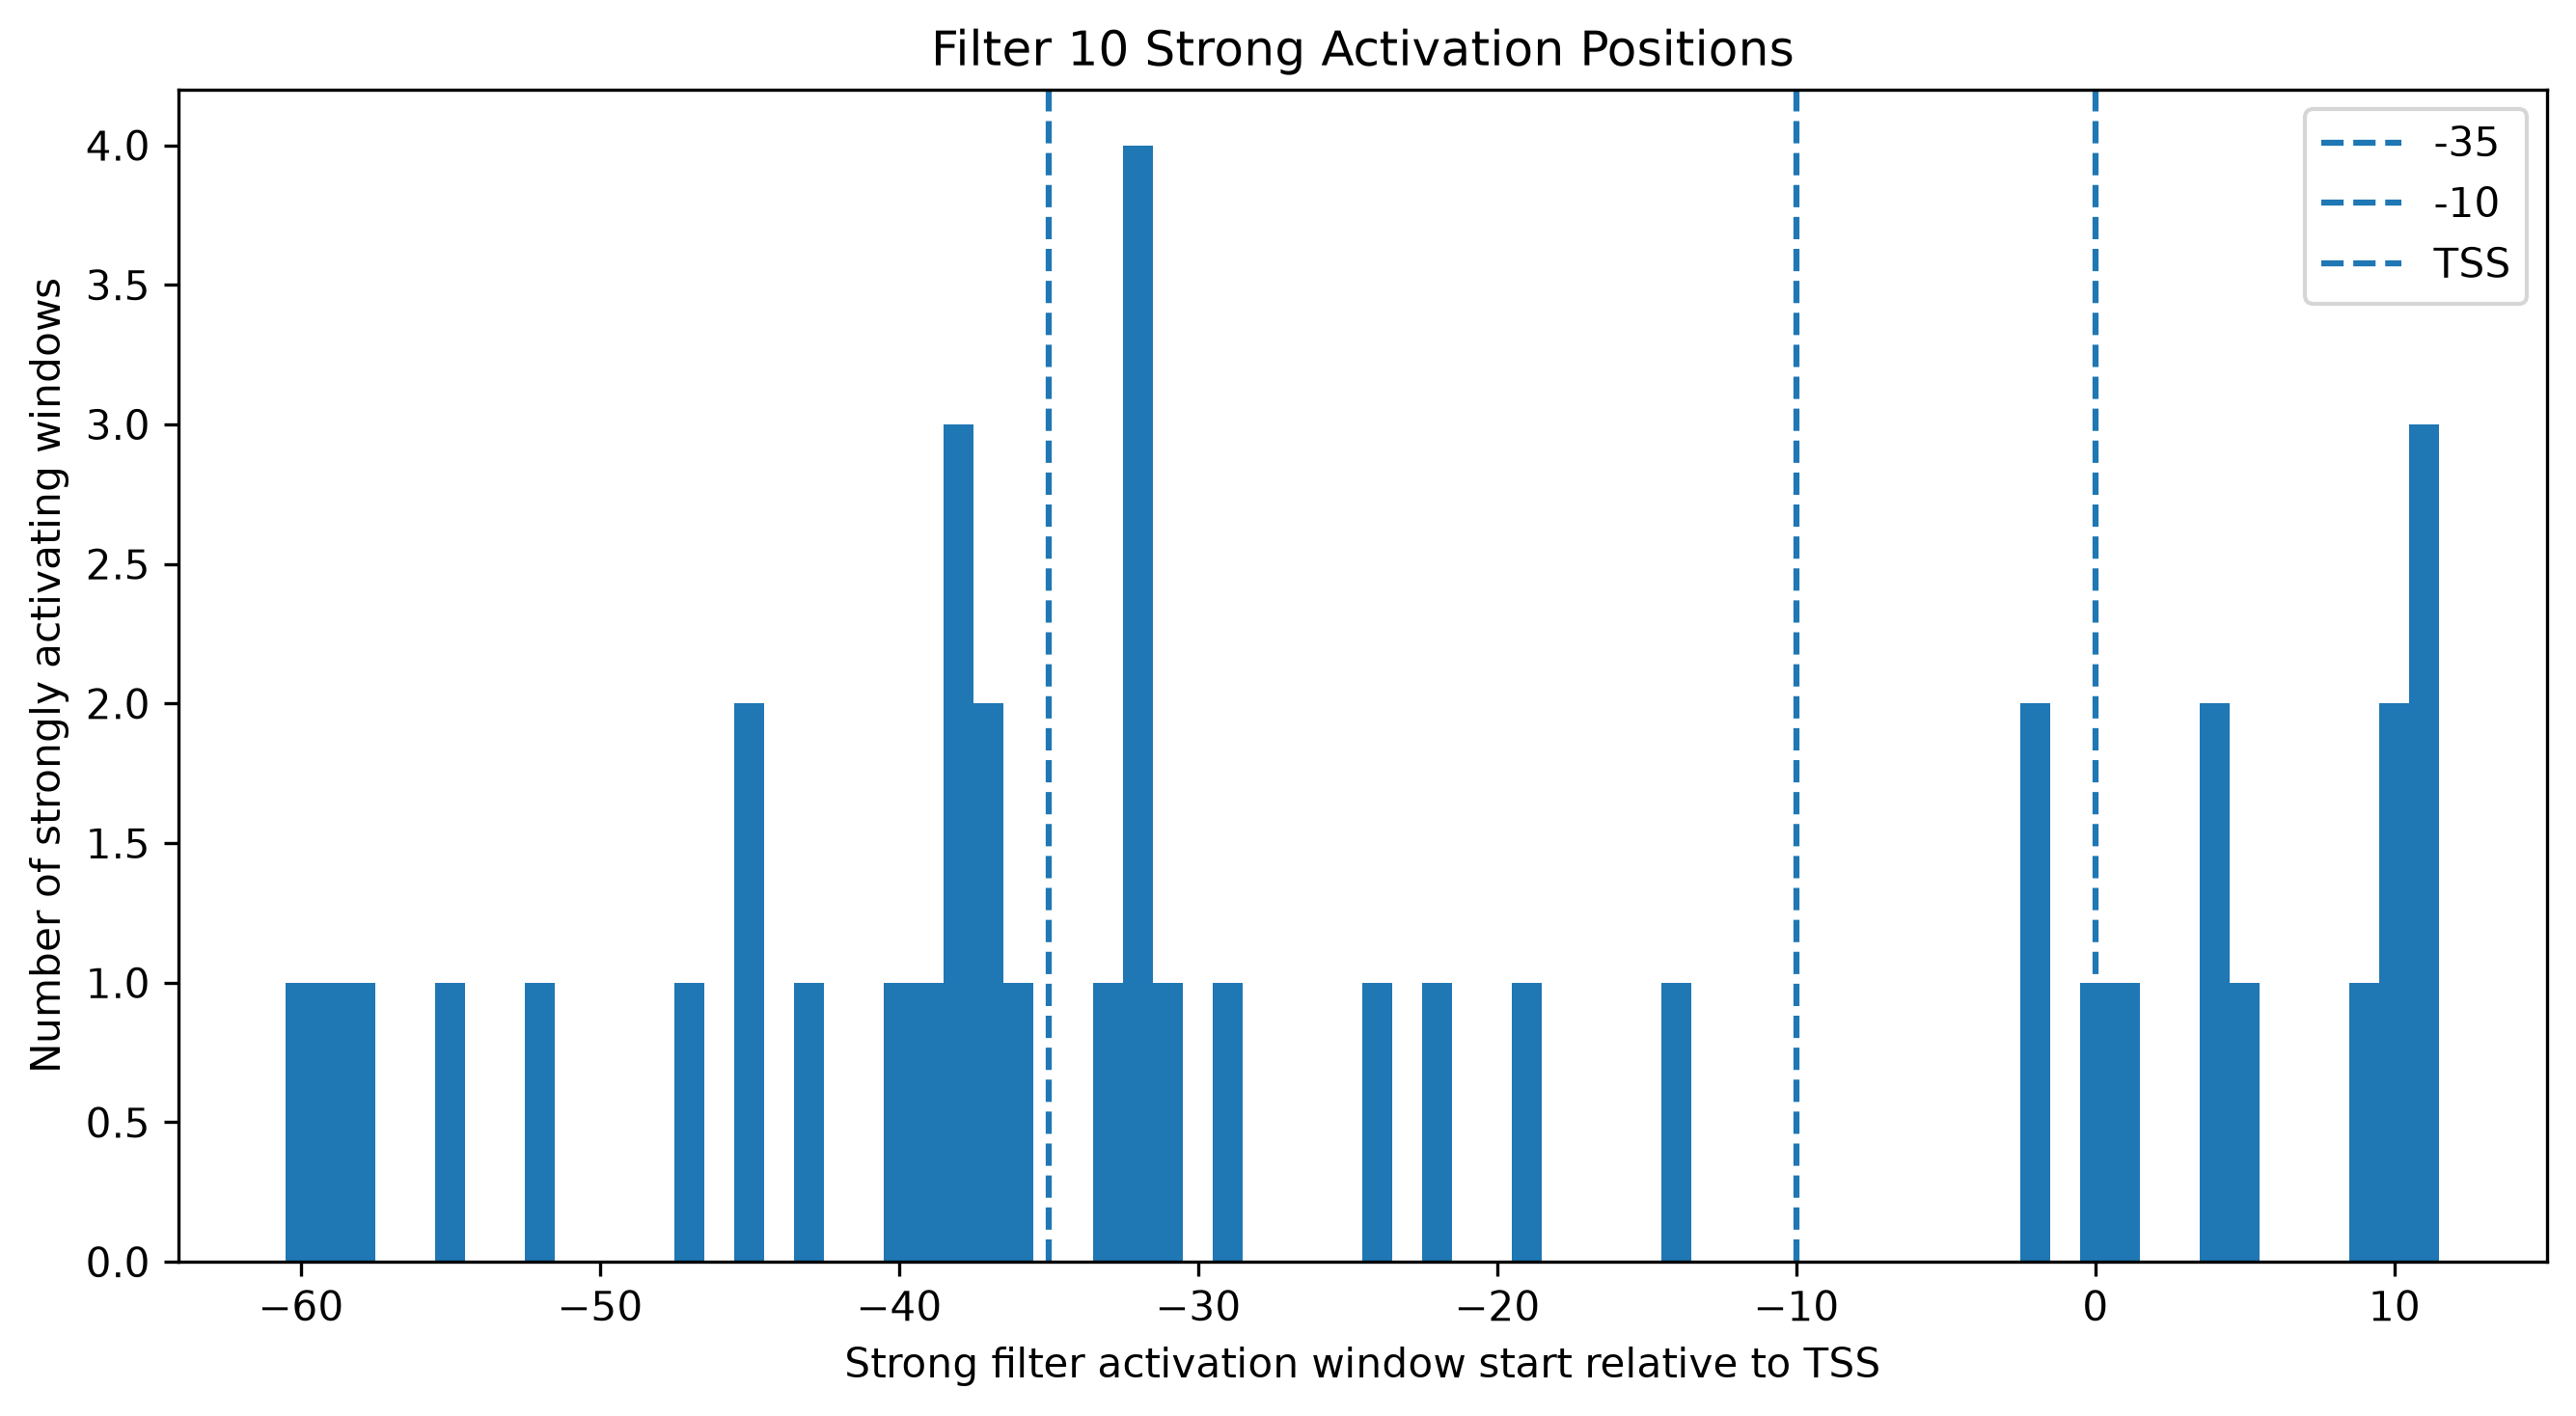 Filter 10 Strong Activation Positions
-35
-10
TSS
Number of strongly activating windows
4.0
3.5
3.0
2.5
2.0
1.5
1.0
0.5
0.0
−60 −50 −40 −30 −20 −10 0 10
Strong filter activation window start relative to TSS